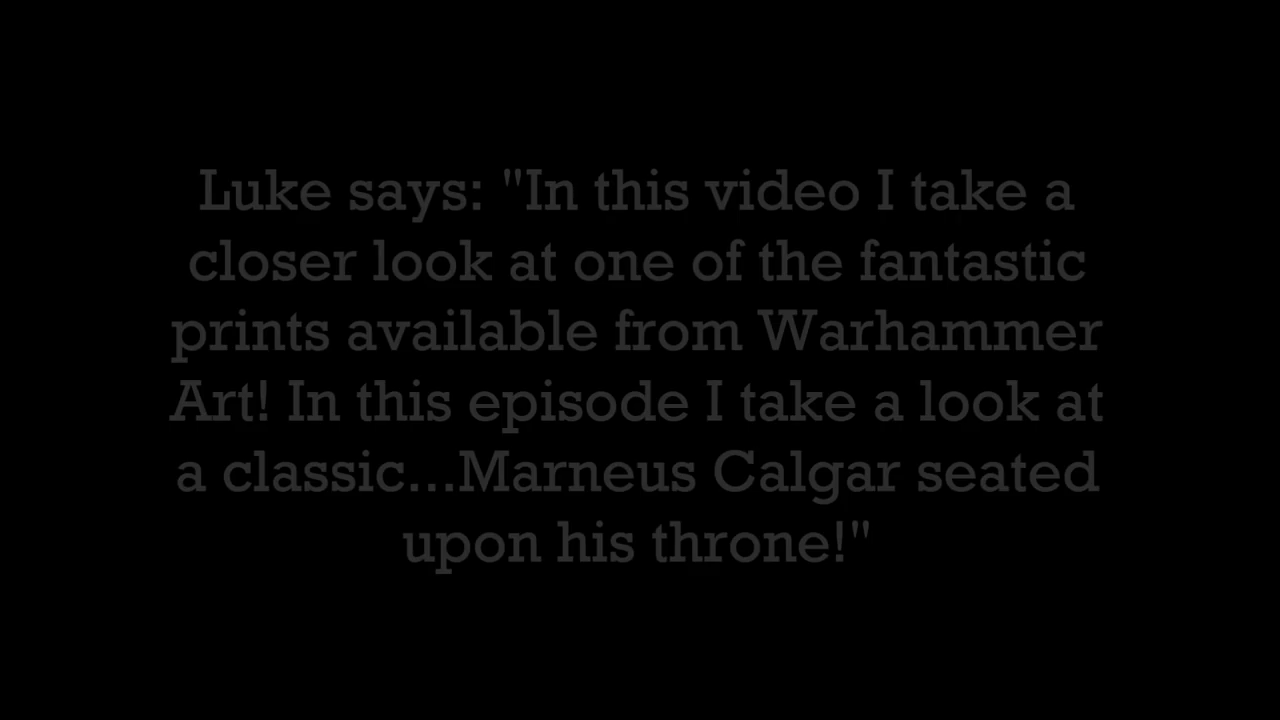 Luke says: "In this video I take a
closer look at one of the fantastic
prints available from Warhammer
Art! In this episode I take a look at
a classic...Marneus Calgar seated
upon his throne!"